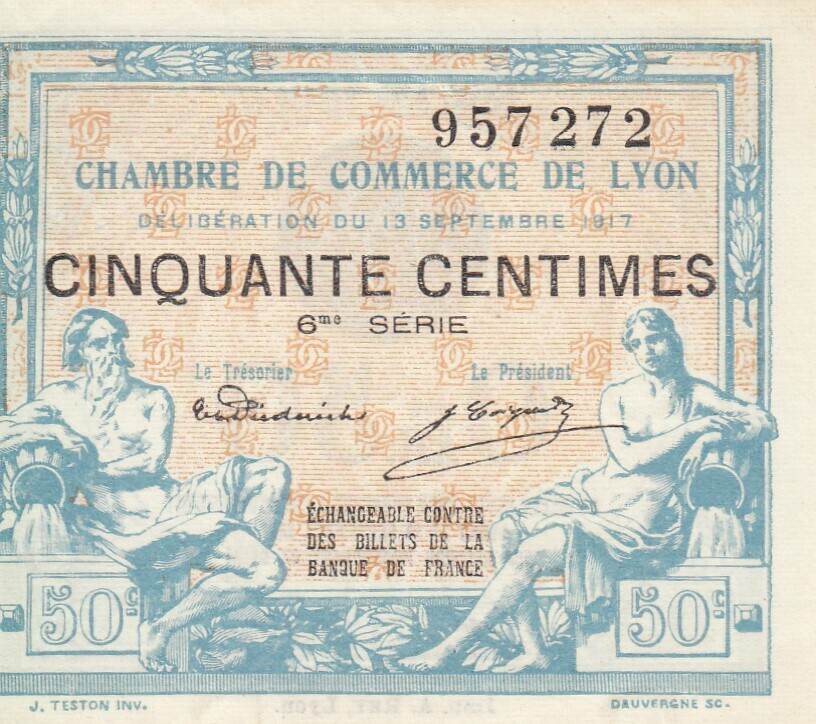 957272
CHAMBRE DE COMMERCE DE LYON
DÉLIBÉRATION DU 13 SEPTEMBRE 1917
CINQUANTE CENTIMES
6me SÉRIE
Le Trésorier Le Président
ÉCHANGEABLE CONTRE
DES BILLETS DE LA
BANQUE DE FRANCE
50c 50c
J. TESTON INV. DAUVERGNE SC.